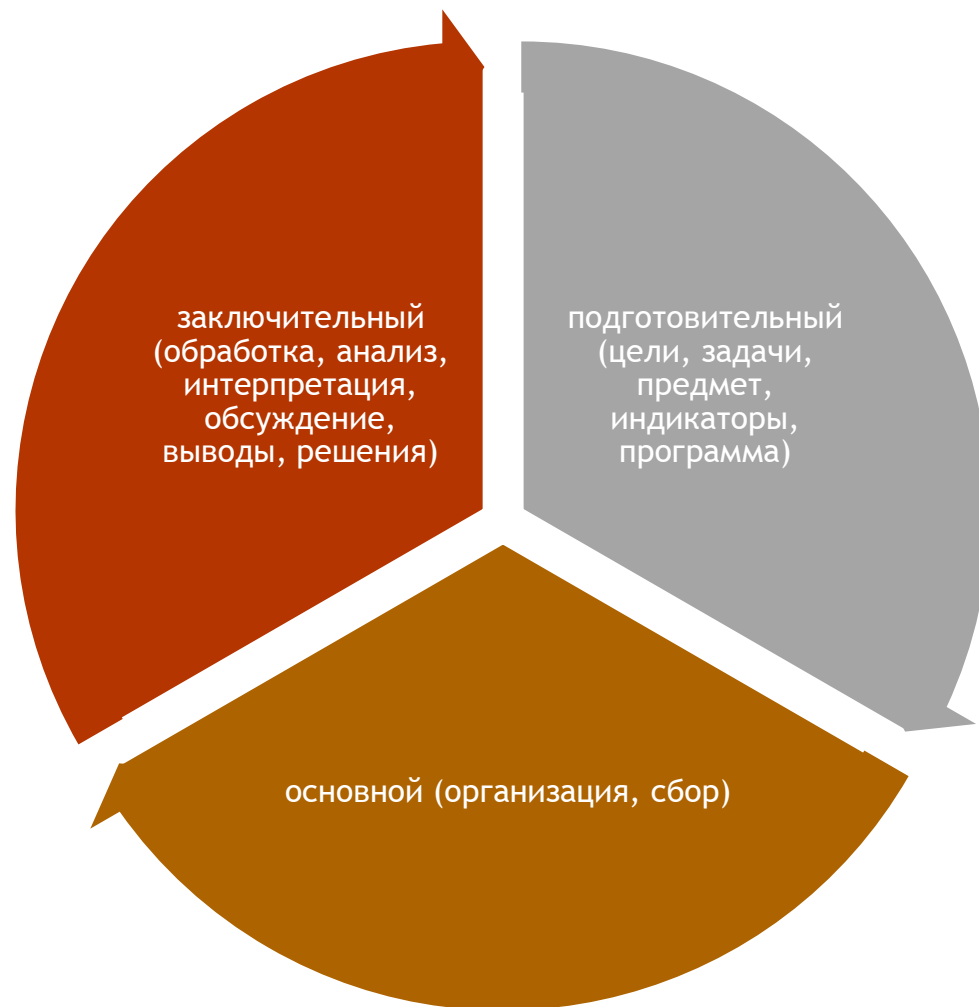 заключительный
(обработка, анализ,
интерпретация,
обсуждение,
выводы, решения)
подготовительный
(цели, задачи,
предмет,
индикаторы,
программа)
основной (организация, сбор)